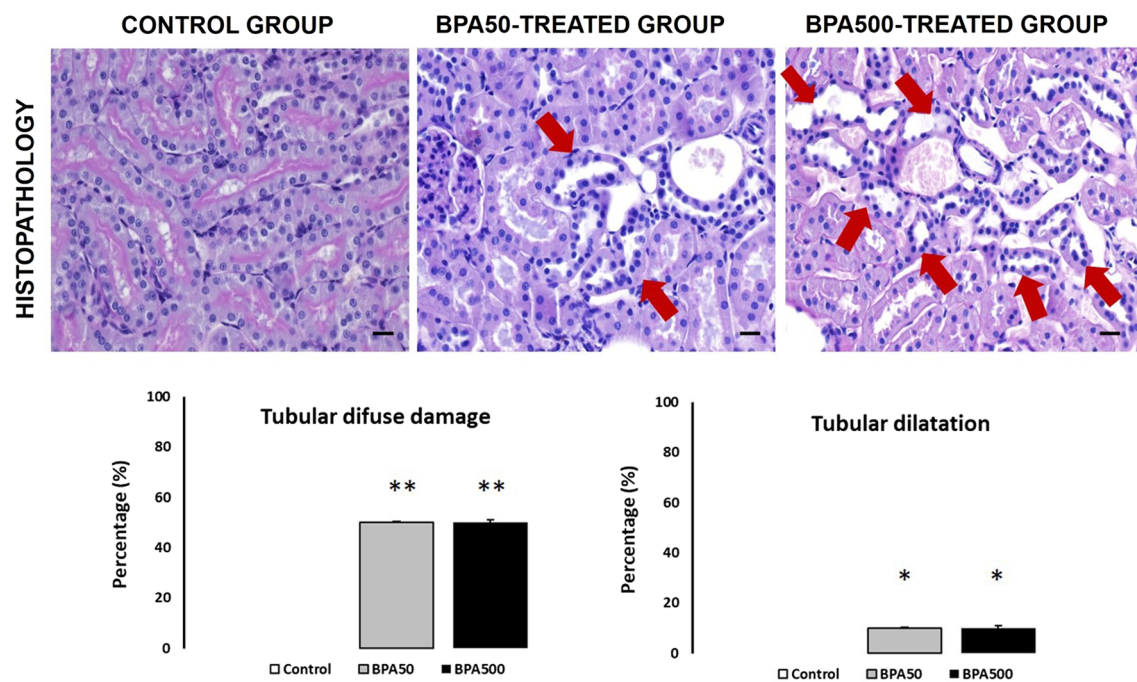 CONTROL GROUP
BPA50-TREATED GROUP
BPA500-TREATED GROUP
HISTOPATHOLOGY
Tubular difuse damage
Percentage (%)
100
80
60
40
20
0
** **
Control BPA50 BPA500
Tubular dilatation
Percentage (%)
100
80
60
40
20
0
* *
Control BPA50 BPA500